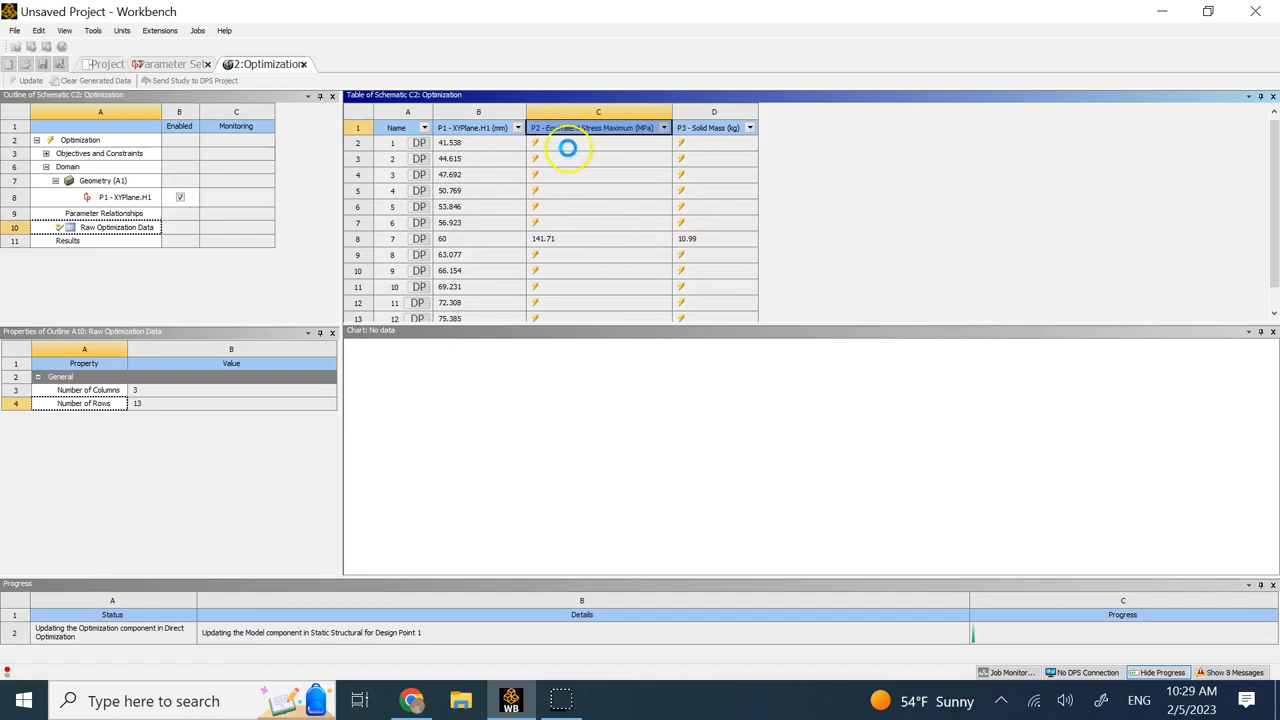 Unsaved Project - Workbench
File Edit View Tools Units Extensions Jobs Help
Project Parameter Set C2:Optimization
Update Clear Generated Data Send Study to DPS Project
Outline of Schematic C2: Optimization
A B C
1 Enabled Monitoring
2 Optimization
3 Objectives and Constraints
6 Domain
7 Geometry (A1)
8 P1 - XYPlane.H1
9 Parameter Relationships
10 Raw Optimization Data
11 Results
Table of Schematic C2: Optimization
A B C D
1 Name P1 - XYPlane.H1 (mm) P2 - Equivalent Stress Maximum (MPa) P3 - Solid Mass (kg)
2 1 DP 41.538
3 2 DP 44.615
4 3 DP 47.692
5 4 DP 50.769
6 5 DP 53.846
7 6 DP 56.923
8 7 DP 60 141.71 10.99
9 8 DP 63.077
10 9 DP 66.154
11 10 DP 69.231
12 11 DP 72.308
13 12 DP 75.385
Properties of Outline A10: Raw Optimization Data
A B
1 Property Value
2 General
3 Number of Columns 3
4 Number of Rows 13
Chart: No data
Progress
A B C
1 Status Details Progress
2 Updating the Optimization component in Direct Optimization Updating the Model component in Static Structural for Design Point 1
Job Monitor... No DPS Connection Hide Progress Show 8 Messages
Type here to search WB 54°F Sunny ENG 10:29 AM
2/5/2023